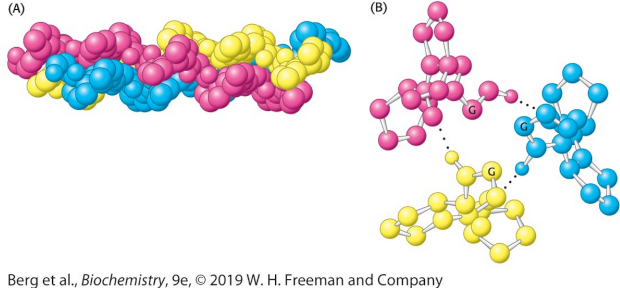 (A)
(B)
G
G
G
Berg et al., Biochemistry, 9e, © 2019 W. H. Freeman and Company